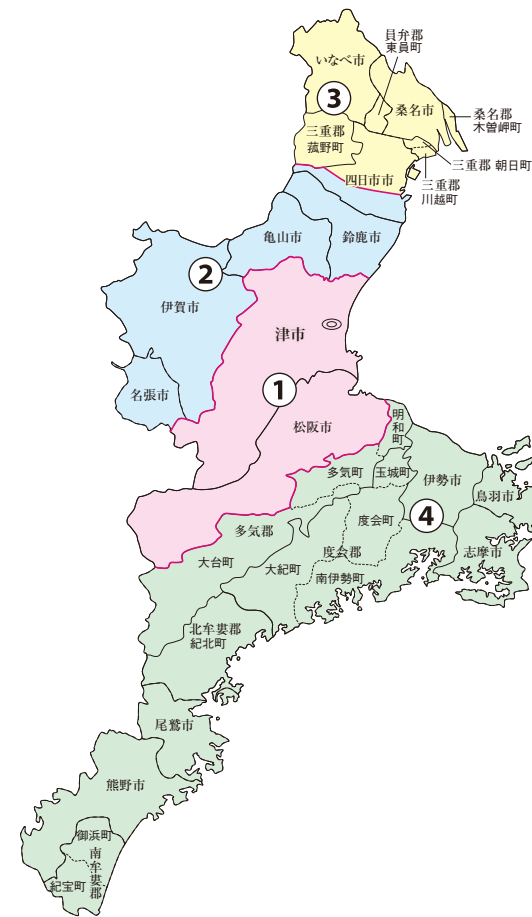 貝弁郡
東員町
いなべ市
3
桑名市
桑名郡
木曽岬町
三重郡
菰野町
三重郡 朝日町
四日市市
三重郡
川越町
亀山市
鈴鹿市
2
伊賀市
津市
名張市
1
松阪市
明和町
多気町
玉城町
伊勢市
鳥羽市
4
多気郡
度会町
志摩市
度会郡
大台町
大紀町
南伊勢町
北牟婁郡
紀北町
尾鷲市
熊野市
御浜町
南牟婁郡
紀宝町